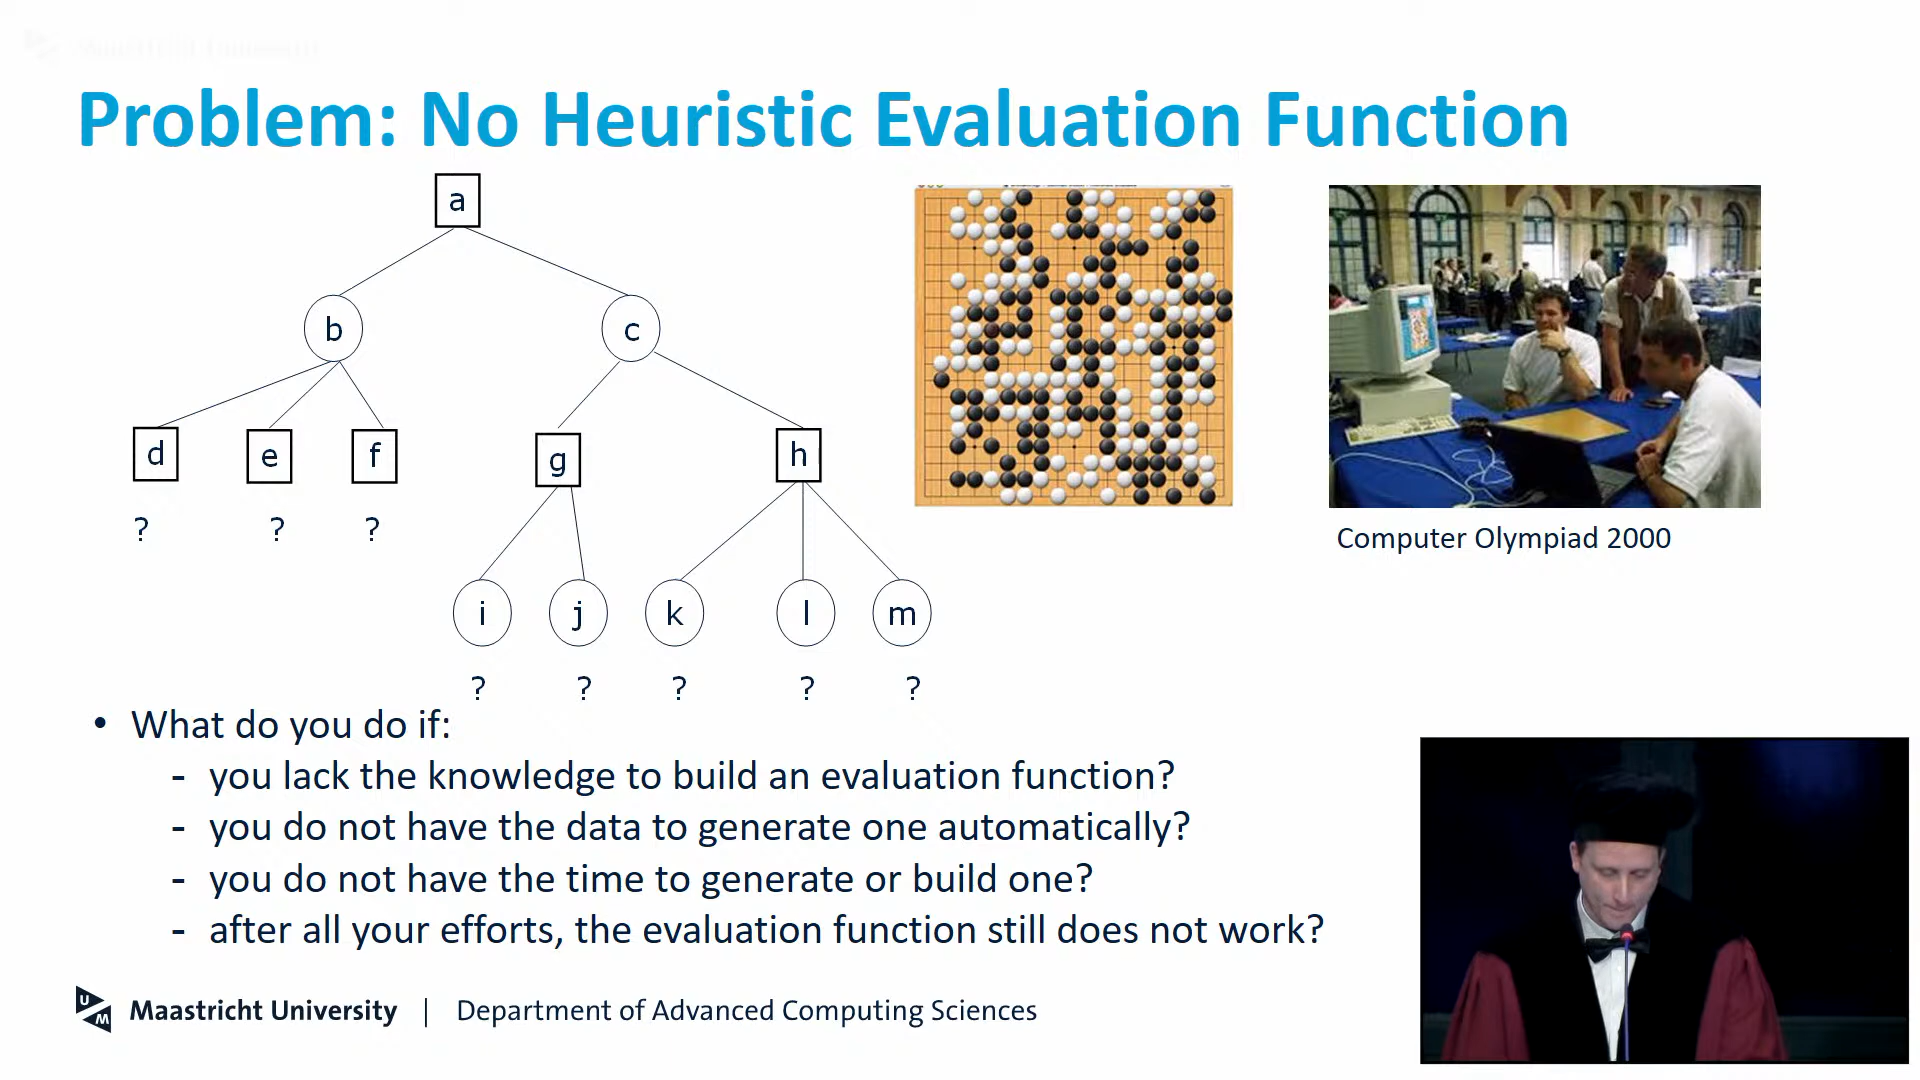 Problem: No Heuristic Evaluation Function
a
b
c
d
e
f
g
h
? ? ?
i
j
k
l
m
? ? ? ? ?
Computer Olympiad 2000
• What do you do if:
- you lack the knowledge to build an evaluation function?
- you do not have the data to generate one automatically?
- you do not have the time to generate or build one?
- after all your efforts, the evaluation function still does not work?
UM Maastricht University | Department of Advanced Computing Sciences